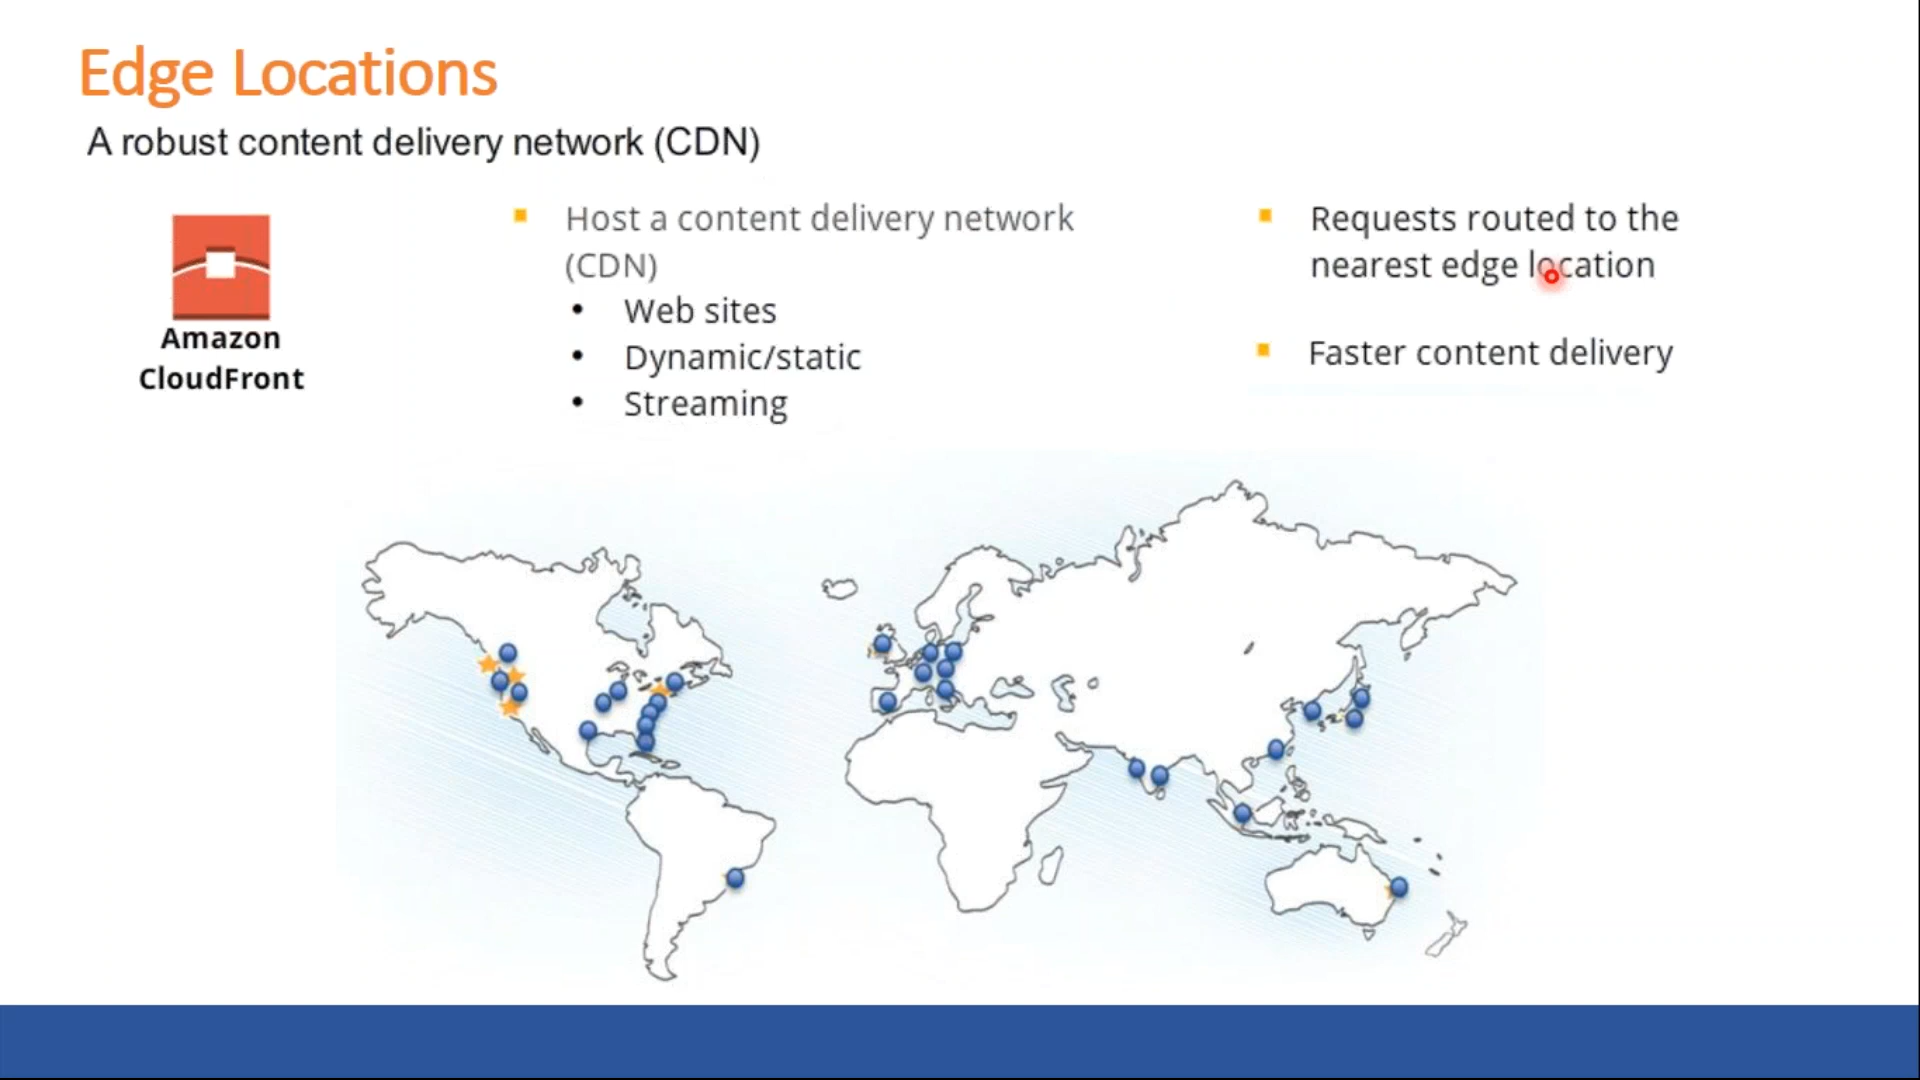 Edge Locations
A robust content delivery network (CDN)
Amazon
CloudFront
Host a content delivery network
(CDN)
Web sites
Dynamic/static
Streaming
Requests routed to the
nearest edge location
Faster content delivery